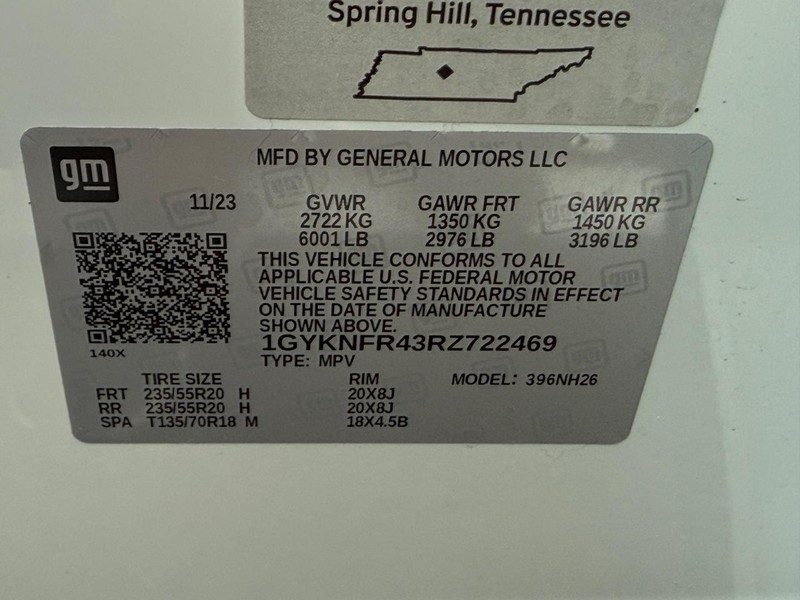 Spring Hill, Tennessee
gm
MFD BY GENERAL MOTORS LLC
11/23 GVWR GAWR FRT GAWR RR
2722 KG 1350 KG 1450 KG
6001 LB 2976 LB 3196 LB
THIS VEHICLE CONFORMS TO ALL
APPLICABLE U.S. FEDERAL MOTOR
VEHICLE SAFETY STANDARDS IN EFFECT
ON THE DATE OF MANUFACTURE
SHOWN ABOVE.
1GYKNFR43RZ722469
140X
TYPE: MPV
TIRE SIZE RIM MODEL: 396NH26
FRT 235/55R20 H 20X8J
RR 235/55R20 H 20X8J
SPA T135/70R18 M 18X4.5B